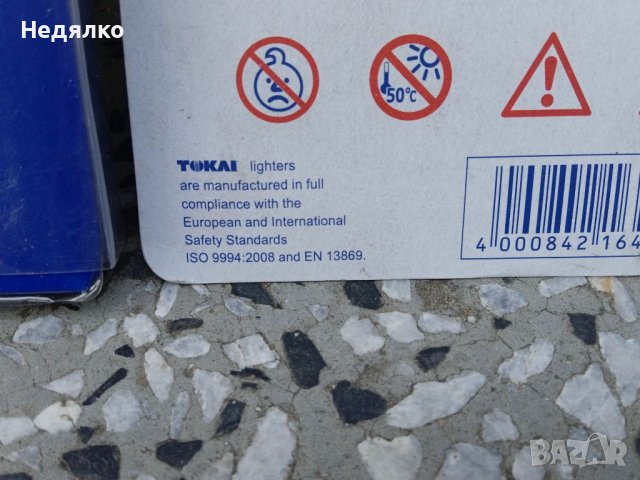 Недялко
50°C
TOKAI lighters
are manufactured in full
compliance with the
European and International
Safety Standards
ISO 9994:2008 and EN 13869.
4 000842 164
BAZAR